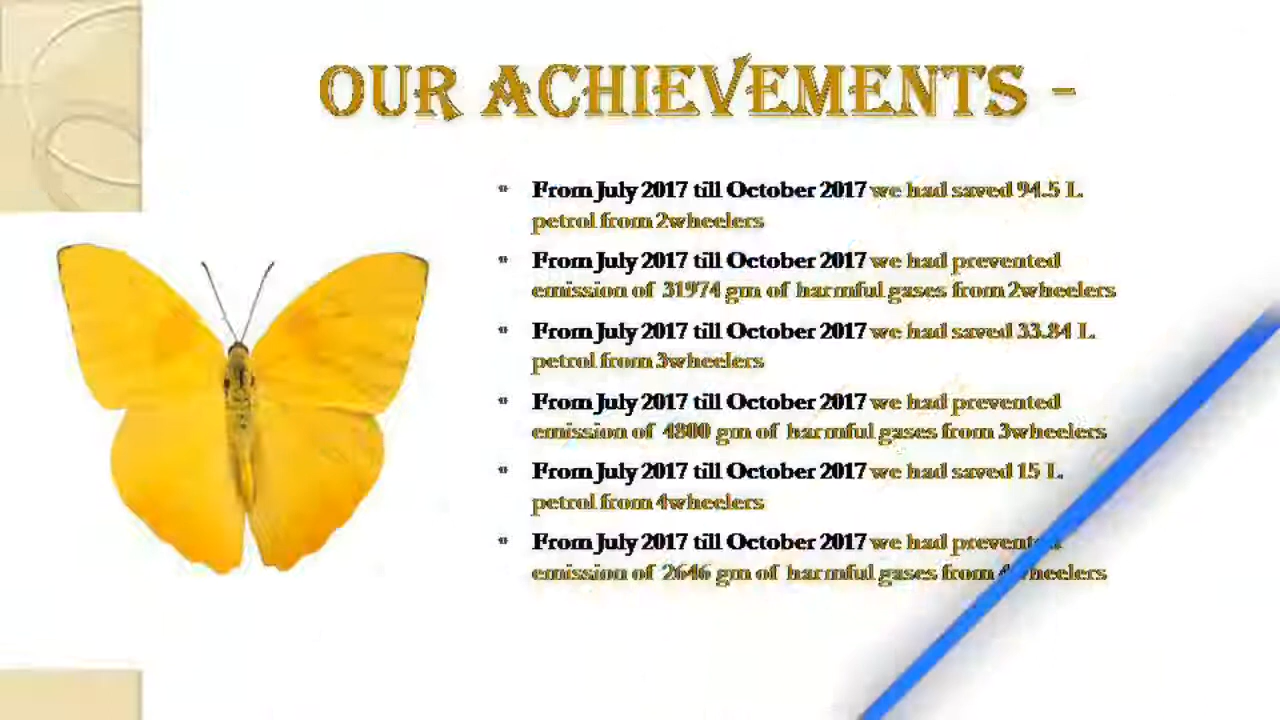 OUR ACHIEVEMENTS -
From July 2017 till October 2017 we had saved 94.5 L
petrol from 2wheelers
From July 2017 till October 2017 we had prevented
emission of 31974 gm of harmful gases from 2wheelers
From July 2017 till October 2017 we had saved 33.84 L
petrol from 3wheelers
From July 2017 till October 2017 we had prevented
emission of 4800 gm of harmful gases from 3wheelers
From July 2017 till October 2017 we had saved 15 L
petrol from 4wheelers
From July 2017 till October 2017 we had prevented
emission of 2646 gm of harmful gases from 4wheelers